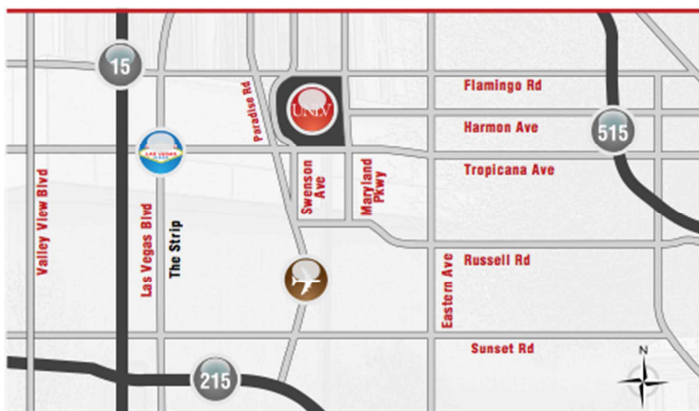 15
Paradise Rd
UNLV
Flamingo Rd
Harmon Ave
515
LAS VEGAS
Tropicana Ave
Valley View Blvd
Las Vegas Blvd
The Strip
Swenson
Ave
Maryland
Pkwy
Eastern Ave
Russell Rd
Sunset Rd
215
N